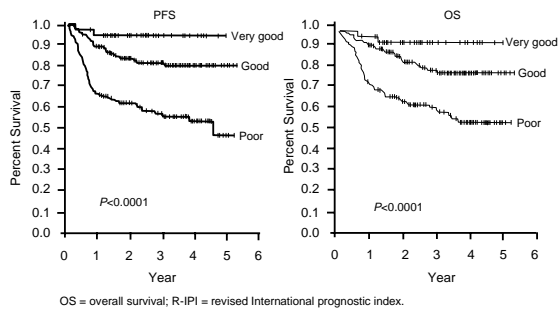 PFS
Percent Survival
1.0
0.9
0.8
0.7
0.6
0.5
0.4
0.3
0.2
0.1
0.0
Very good
Good
Poor
P<0.0001
0 1 2 3 4 5 6
Year
OS
Percent Survival
1.0
0.9
0.8
0.7
0.6
0.5
0.4
0.3
0.2
0.1
0.0
Very good
Good
Poor
P<0.0001
0 1 2 3 4 5 6
Year
OS = overall survival; R-IPI = revised International prognostic index.